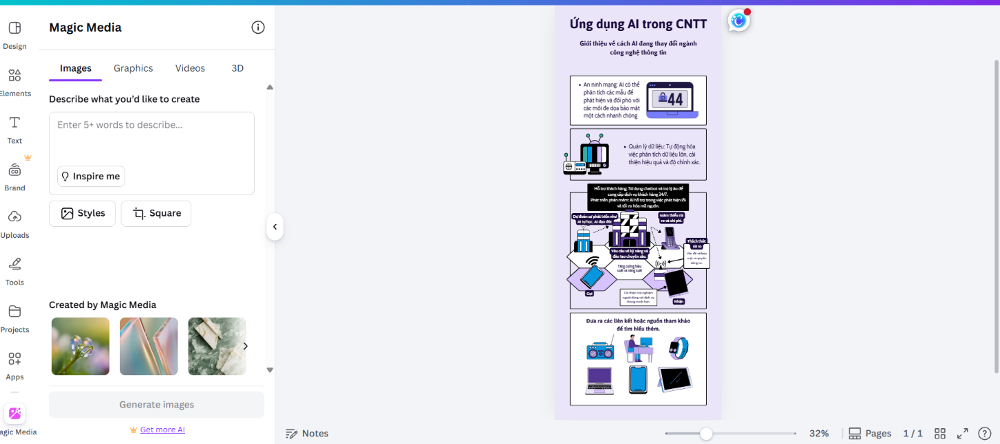 Design
Elements
Text
Brand
Uploads
Tools
Projects
Apps
agic Media
Magic Media
Images
Graphics
Videos
3D
Describe what you'd like to create
Enter 5+ words to describe...
Inspire me
Styles
Square
Created by Magic Media
Generate images
Get more AI
Ứng dụng AI trong CNTT
Giới thiệu về cách AI đang thay đổi ngành
công nghệ thông tin
• An ninh mạng: AI có thể
phân tích các mẫu để
phát hiện và đối phó với
các mối đe dọa bảo mật
một cách nhanh chóng
44
• Quản lý dữ liệu: Tự động hóa
việc phân tích dữ liệu lớn, cải
thiện hiệu quả và độ chính xác.
Hỗ trợ khách hàng: Sử dụng chatbot và trợ lý ảo để
cung cấp dịch vụ khách hàng 24/7.
Phát triển phần mềm: AI hỗ trợ trong việc phát hiện lỗi
và tối ưu hóa mã nguồn.
Dự đoán sự phát triển như
AI tự học, AI đạo đức
Giảm thiểu rủi
ro và chi phí.
Thách thức
rủi ro
Vấn đề về bảo
mật và quyền
riêng tư.
Yêu cầu về kỹ năng và
đào tạo chuyên sâu.
Tăng cường hiệu
suất và năng suất
Gọi
Cải thiện trải nghiệm
người dùng với dịch vụ
thông minh hơn.
Nhận
Đưa ra các liên kết hoặc nguồn tham khảo
để tìm hiểu thêm.
Notes
32%
Pages
1 / 1